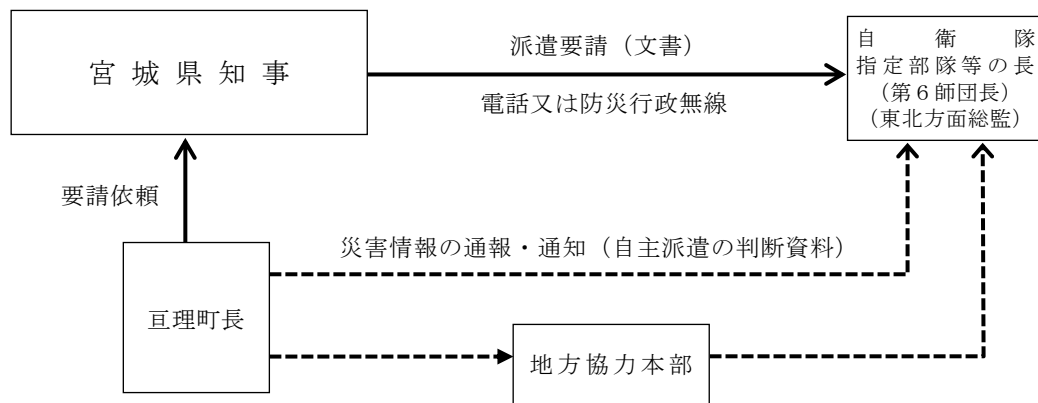 宮城県知事
派遣要請（文書）
電話又は防災行政無線
自衛隊
指定部隊等の長
（第６師団長）
（東北方面総監）
要請依頼
災害情報の通報・通知（自主派遣の判断資料）
亘理町長
地方協力本部